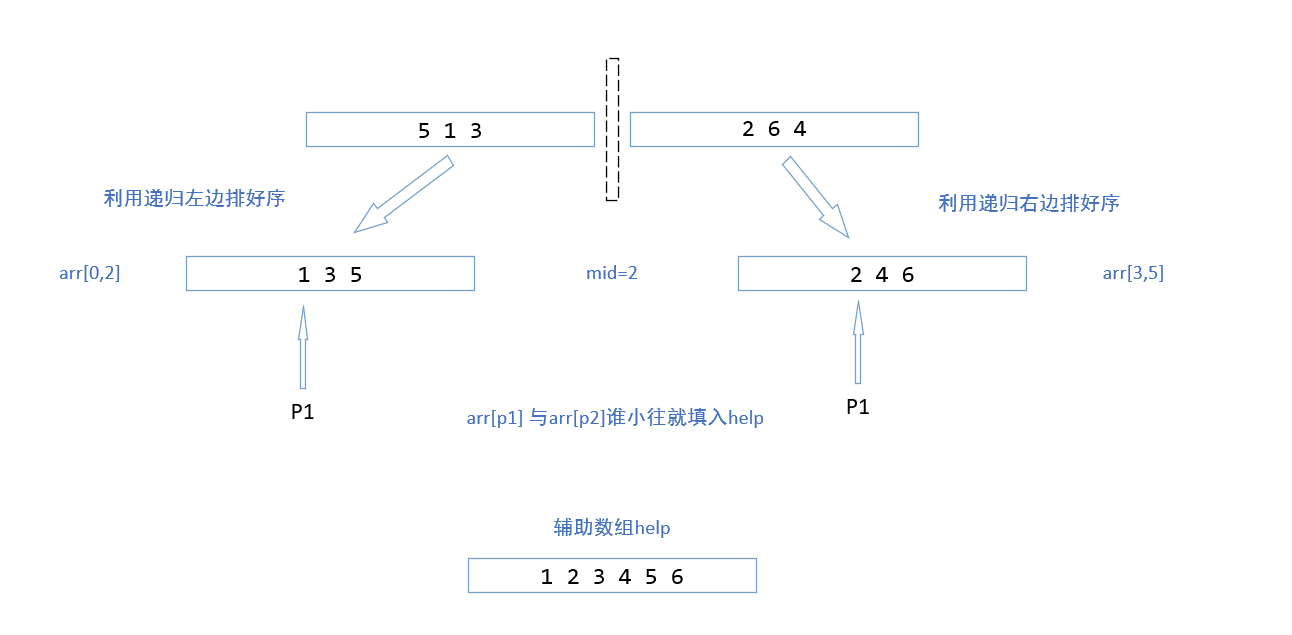 5 1 3
2 6 4
利用递归左边排好序
利用递归右边排好序
arr[0,2]
1 3 5
mid=2
2 4 6
arr[3,5]
P1
P1
arr[p1] 与arr[p2]谁小往就填入help
辅助数组help
1 2 3 4 5 6